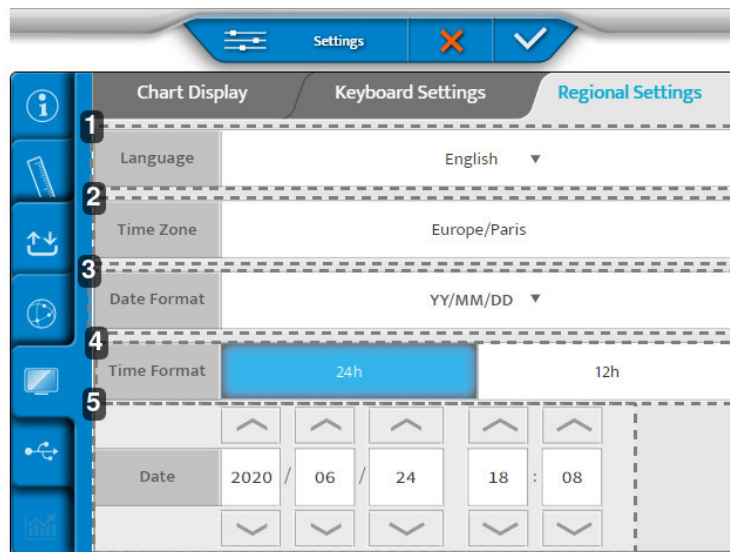 Settings
Chart Display Keyboard Settings Regional Settings
1
Language English ▼
2
Time Zone Europe/Paris
3
Date Format YY/MM/DD ▼
4
Time Format 24h 12h
5
Date 2020 / 06 / 24 18 : 08